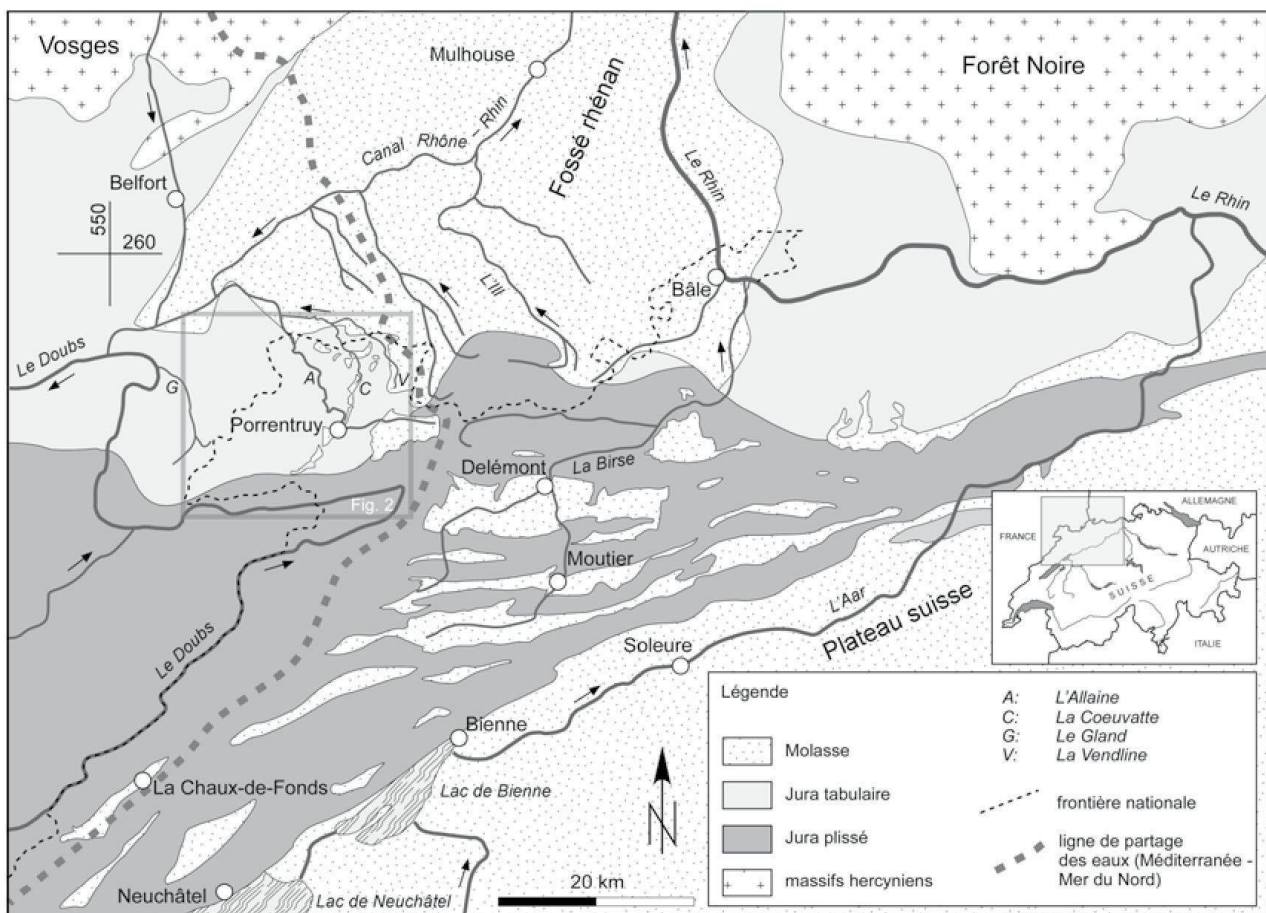 Vosges
Mulhouse
Forêt Noire
Fossé rhénan
Canal Rhône - Rhin
Le Rhin
Belfort
550
260
Le Rhin
L'Ill
Bâle
Le Doubs
G
A
C
V
Porrentruy
Fig. 2
Delémont
La Birse
Moutier
Le Doubs
L'Aar
Plateau suisse
Soleure
Bienne
La Chaux-de-Fonds
Lac de Bienne
Neuchâtel
Lac de Neuchâtel
N
20 km
FRANCE
ALLEMAGNE
AUTRICHE
SUISSE
ITALIE
Légende
Molasse
Jura tabulaire
Jura plissé
massifs hercyniens
A: L'Allaine
C: La Coeuvatte
G: Le Gland
V: La Vendline
frontière nationale
ligne de partage
des eaux (Méditerranée -
Mer du Nord)